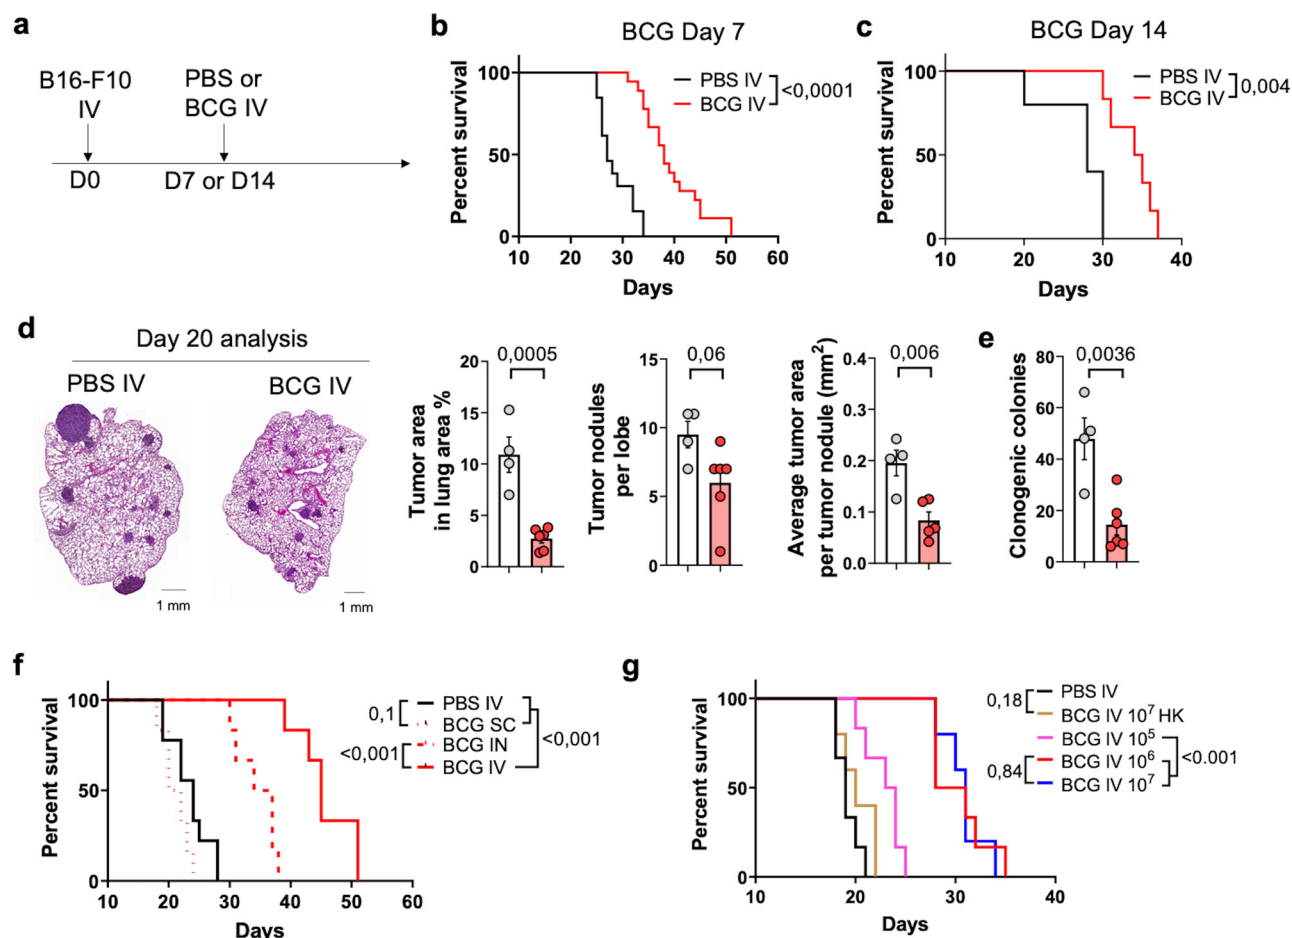 a
B16-F10
IV
PBS or
BCG IV
D0
D7 or D14
b
BCG Day 7
Percent survival
100
50
0
10 20 30 40 50 60
Days
PBS IV
BCG IV
<0,0001
c
BCG Day 14
Percent survival
100
50
0
10 20 30 40
Days
PBS IV
BCG IV
0,004
d
Day 20 analysis
PBS IV
BCG IV
1 mm
1 mm
Tumor area
in lung area %
20
15
10
5
0
0,0005
Tumor nodules
per lobe
15
10
5
0
0,06
Average tumor area
per tumor nodule (mm²)
0.4
0.3
0.2
0.1
0.0
0,006
e
Clonogenic colonies
80
60
40
20
0
0,0036
f
Percent survival
100
50
0
10 20 30 40 50 60
Days
0,1
<0,001
PBS IV
BCG SC
BCG IN
BCG IV
<0,001
g
Percent survival
100
50
0
10 20 30 40
Days
0,18
0,84
PBS IV
BCG IV 10⁷ HK
BCG IV 10⁵
BCG IV 10⁶
BCG IV 10⁷
<0.001